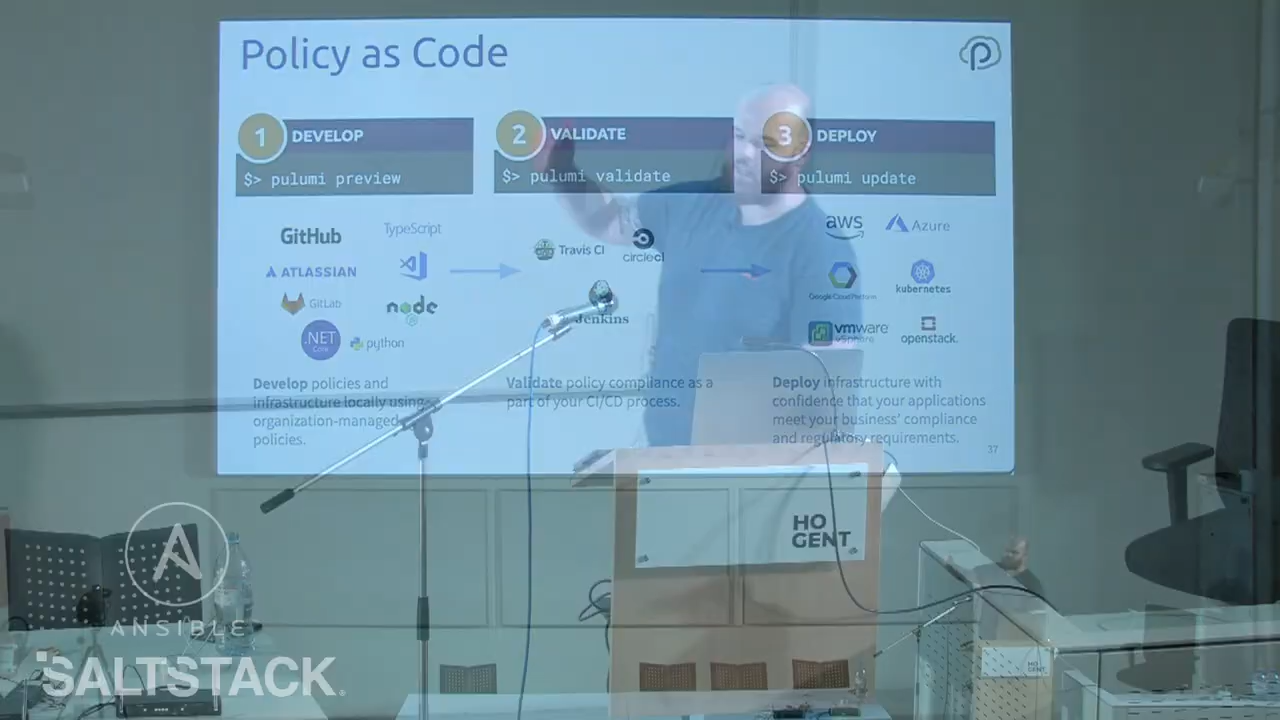 Policy as Code
1 DEVELOP
$> pulumi preview
GitHub
TypeScript
ATLASSIAN
GitLab
node
.NET
Core
python
Develop policies and
infrastructure locally using
organization-managed
policies.
2 VALIDATE
$> pulumi validate
Travis CI
circleci
Jenkins
Validate policy compliance as a
part of your CI/CD process.
3 DEPLOY
$> pulumi update
aws
Azure
Google Cloud Platform
kubernetes
vmware
vSphere
openstack.
Deploy infrastructure with
confidence that your applications
meet your business' compliance
and regulatory requirements.
37
HO
GENT
HO
GENT
ANSIBLE
SALTSTACK